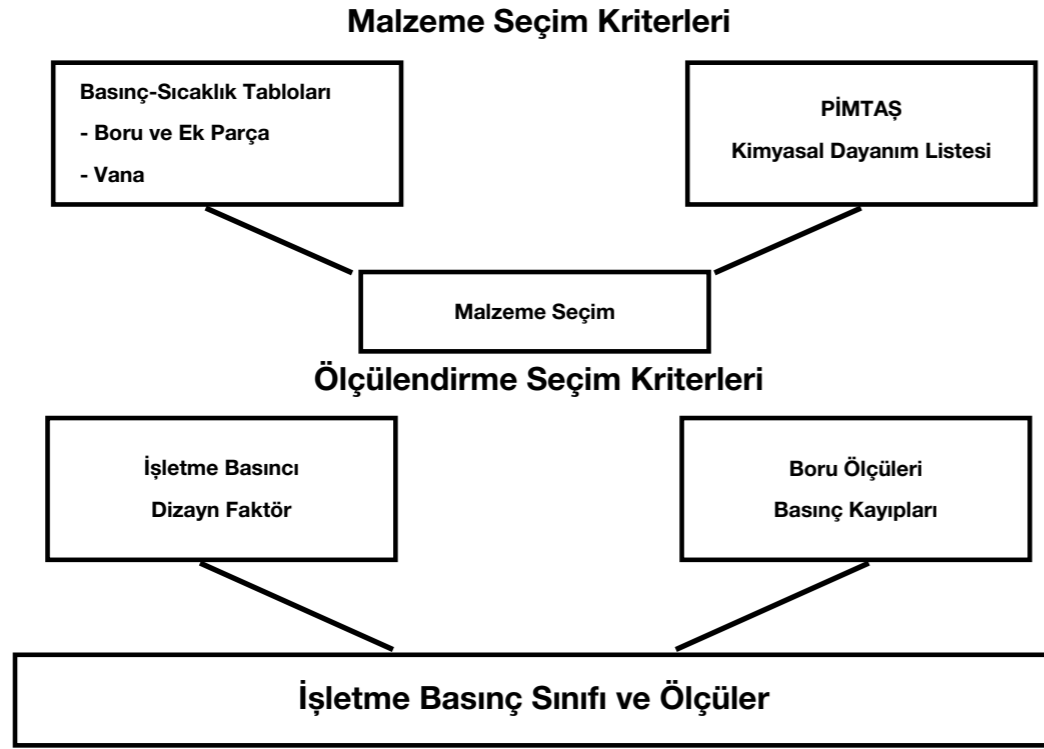 Malzeme Seçim Kriterleri
Basınç-Sıcaklık Tabloları
- Boru ve Ek Parça
- Vana
PİMTAŞ
Kimyasal Dayanım Listesi
Malzeme Seçim
Ölçülendirme Seçim Kriterleri
İşletme Basıncı
Dizayn Faktör
Boru Ölçüleri
Basınç Kayıpları
İşletme Basınç Sınıfı ve Ölçüler